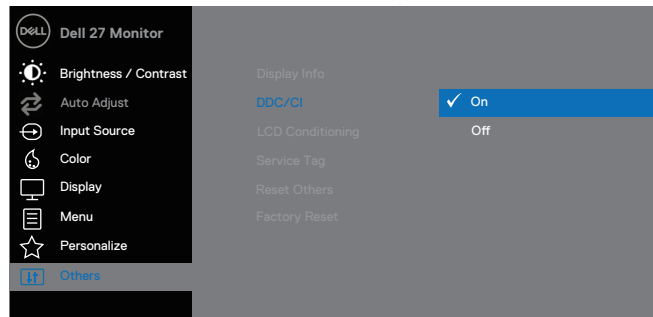 DELL Dell 27 Monitor
Brightness / Contrast
Auto Adjust
Input Source
Color
Display
Menu
Personalize
Others
Display Info
DDC/CI
LCD Conditioning
Service Tag
Reset Others
Factory Reset
On
Off